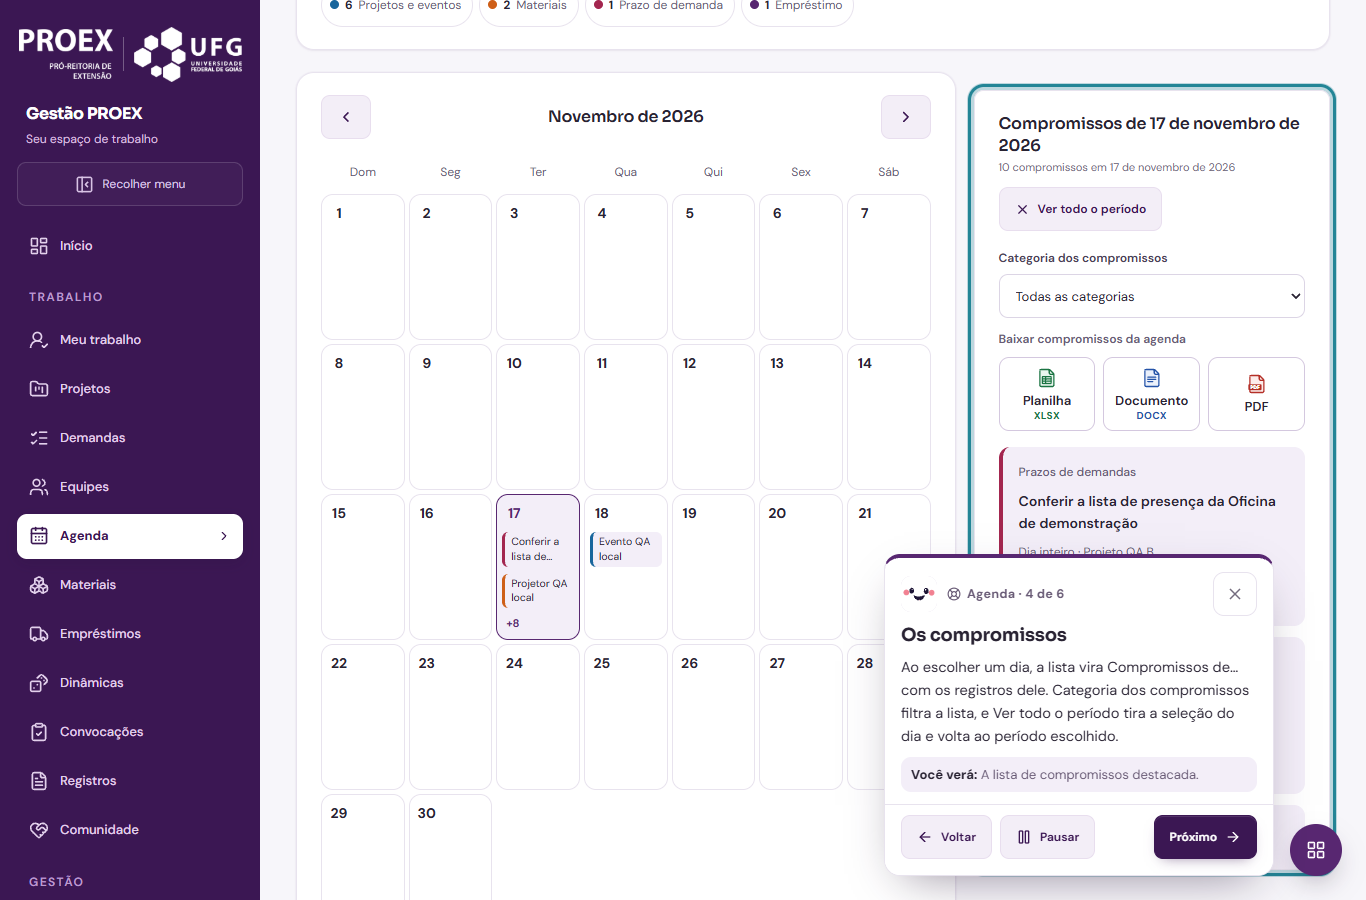 PROEX
PRÓ-REITORIA DE
EXTENSÃO
UFG
UNIVERSIDADE
FEDERAL DE GOIÁS
Gestão PROEX
Seu espaço de trabalho
Recolher menu
Início
TRABALHO
Meu trabalho
Projetos
Demandas
Equipes
Agenda
Materiais
Empréstimos
Dinâmicas
Convocações
Registros
Comunidade
GESTÃO
6 Projetos e eventos
2 Materiais
1 Prazo de demanda
1 Empréstimo
Novembro de 2026
Dom Seg Ter Qua Qui Sex Sáb
1 2 3 4 5 6 7
8 9 10 11 12 13 14
15 16 17 18 19 20 21
Conferir a
lista de...
Projetor QA
local
+8
Evento QA
local
22 23 24 25 26 27 28
29 30
Compromissos de 17 de novembro de
2026
10 compromissos em 17 de novembro de 2026
Ver todo o período
Categoria dos compromissos
Todas as categorias
Baixar compromissos da agenda
Planilha
XLSX
Documento
DOCX
PDF
PDF
Prazos de demandas
Conferir a lista de presença da Oficina
de demonstração
Dia inteiro · Projeto QA B
Agenda · 4 de 6
Os compromissos
Ao escolher um dia, a lista vira Compromissos de...
com os registros dele. Categoria dos compromissos
filtra a lista, e Ver todo o período tira a seleção do
dia e volta ao período escolhido.
Você verá: A lista de compromissos destacada.
Voltar
Pausar
Próximo